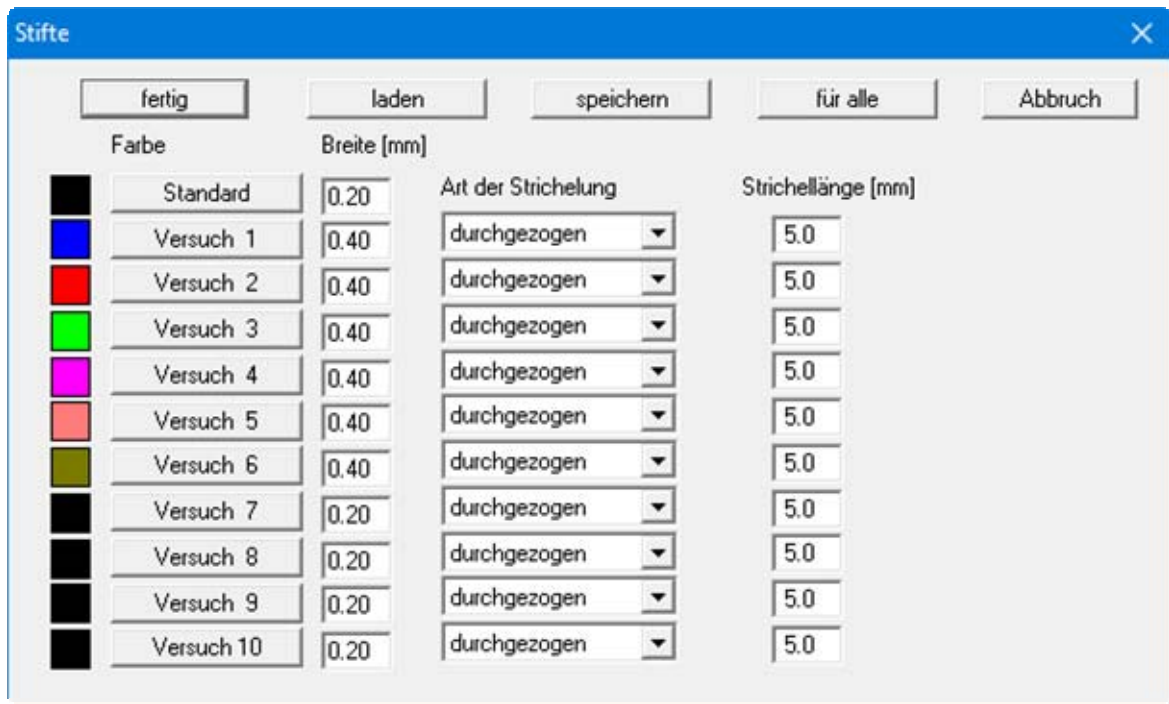 Stifte
fertig laden speichern für alle Abbruch
Farbe Breite [mm]
Art der Strichelung Strichellänge [mm]
Standard 0.20
Versuch 1 0.40 durchgezogen 5.0
Versuch 2 0.40 durchgezogen 5.0
Versuch 3 0.40 durchgezogen 5.0
Versuch 4 0.40 durchgezogen 5.0
Versuch 5 0.40 durchgezogen 5.0
Versuch 6 0.40 durchgezogen 5.0
Versuch 7 0.20 durchgezogen 5.0
Versuch 8 0.20 durchgezogen 5.0
Versuch 9 0.20 durchgezogen 5.0
Versuch 10 0.20 durchgezogen 5.0